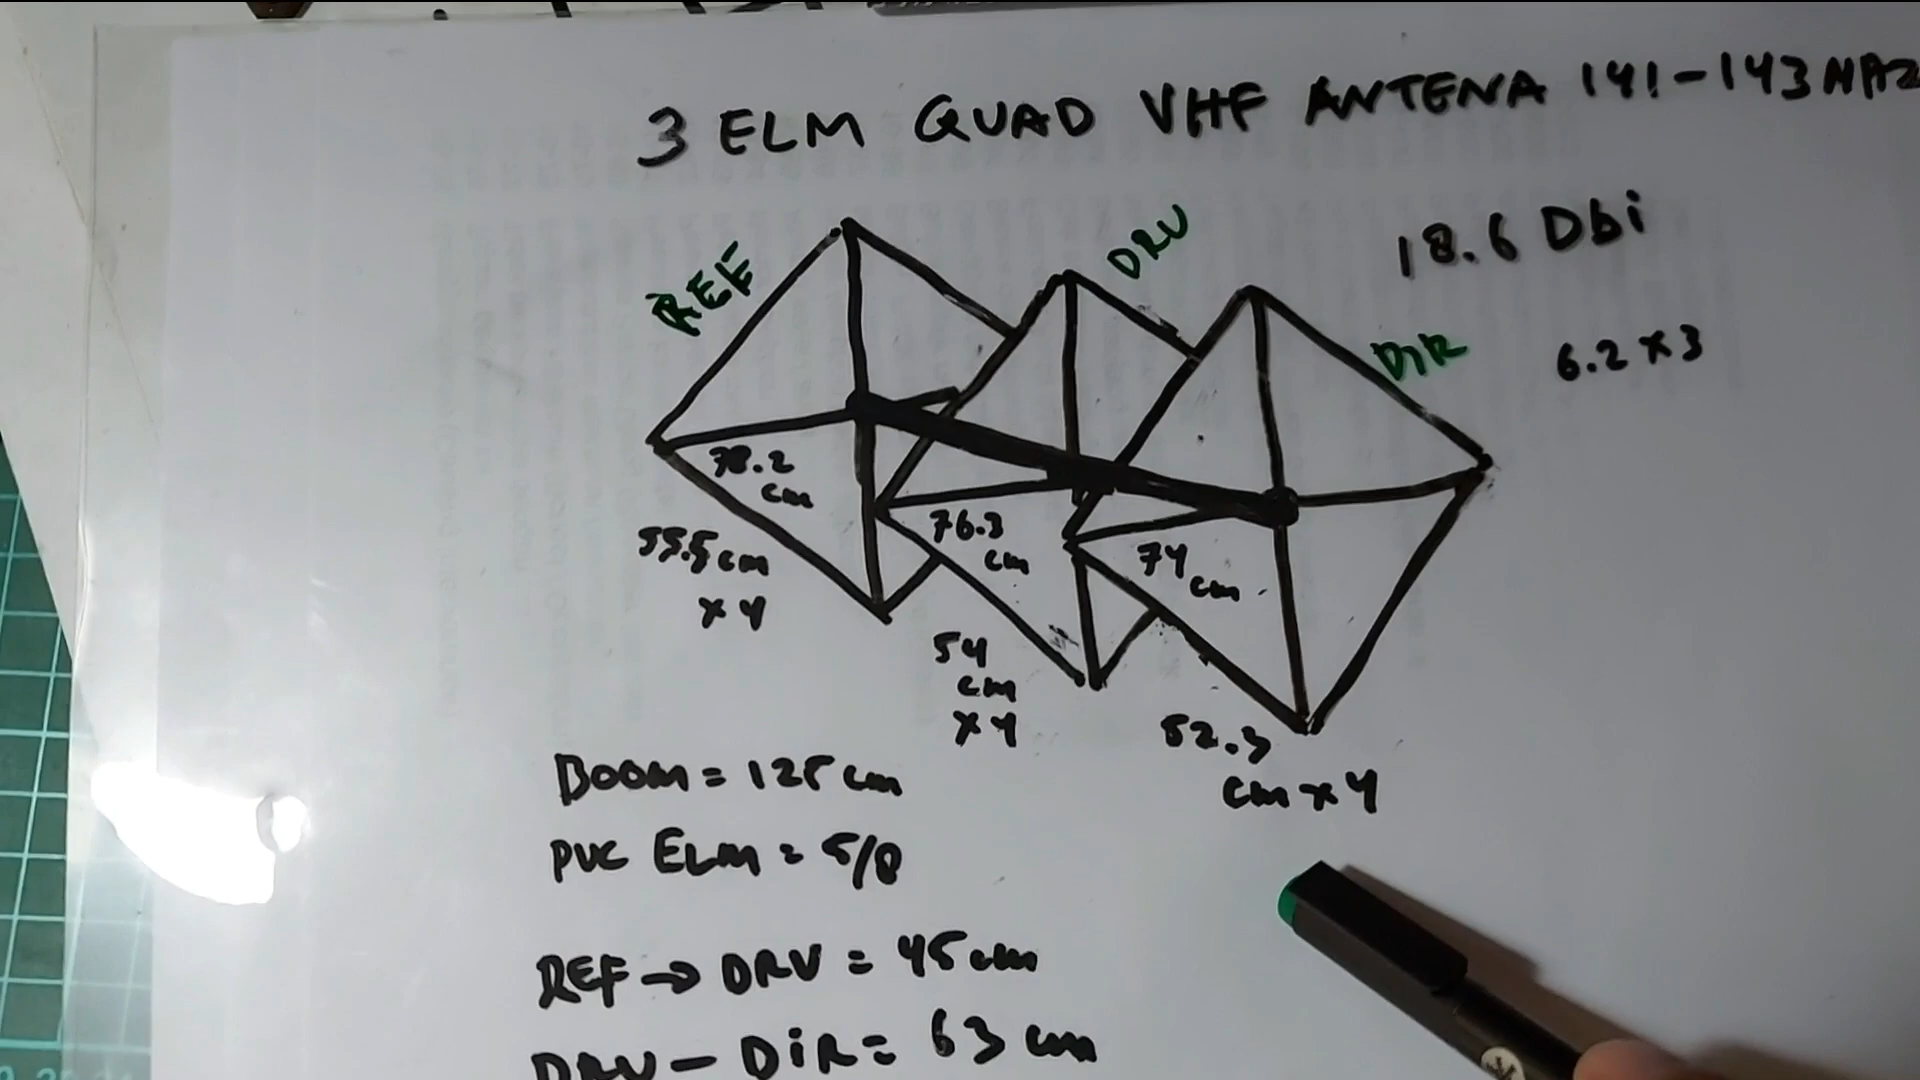 3 ELM QUAD VHF ANTENA 141-143 MHZ
REF
DRV
18.6 Dbi
DIR
6.2 x 3
78.2
cm
55.5 cm
x 4
76.3
cm
74
cm
54
cm
x 4
52.3
cm x 4
BOOM = 125 cm
PVC ELM = 5/8
REF → DRV = 45 cm
DRV - DIR = 63 cm